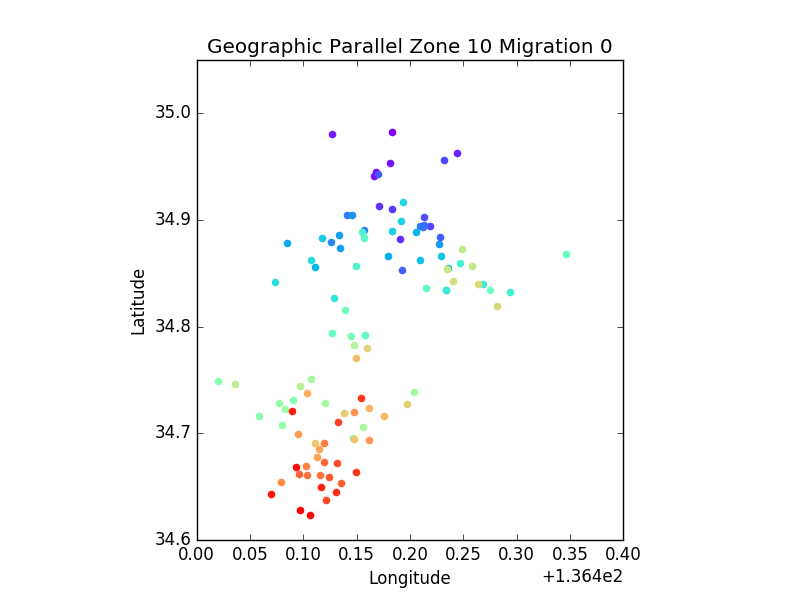 Geographic Parallel Zone 10 Migration 0
35.0
34.9
34.8
34.7
34.6
Latitude
0.00 0.05 0.10 0.15 0.20 0.25 0.30 0.35 0.40
Longitude
+1.364e2